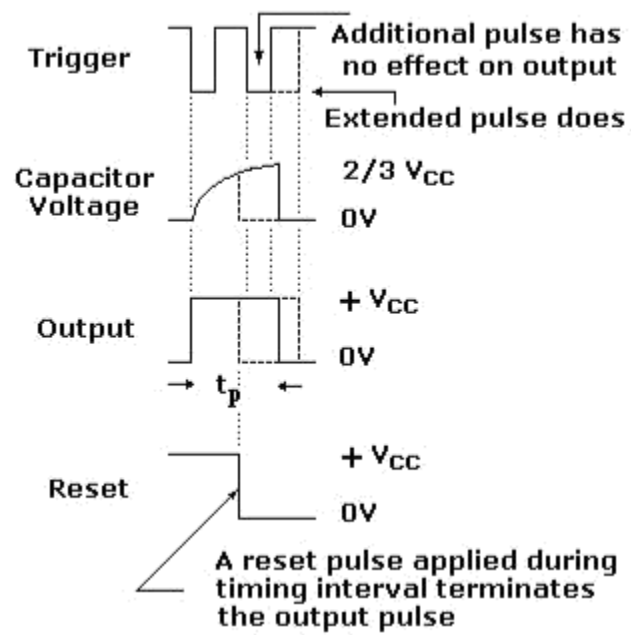 Trigger
Additional pulse has
no effect on output
Extended pulse does
Capacitor
Voltage
2/3 VCC
0V
Output
+ VCC
0V
tp
Reset
+ VCC
0V
A reset pulse applied during
timing interval terminates
the output pulse